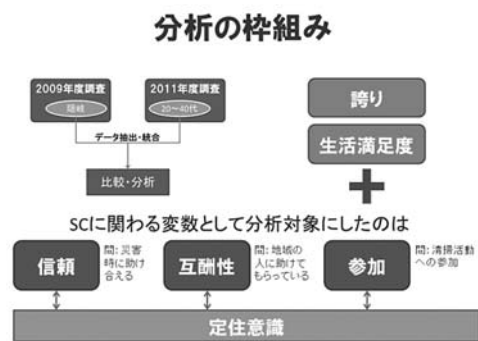 分析の枠組み
2009年度調査
隠岐
2011年度調査
20～40代
データ抽出・統合
比較・分析
誇り
生活満足度
SCに関わる変数として分析対象にしたのは
信頼
問：災害
時に助け
合える
互酬性
問：地域の
人に助けて
もらっている
参加
問：清掃活動
への参加
定住意識